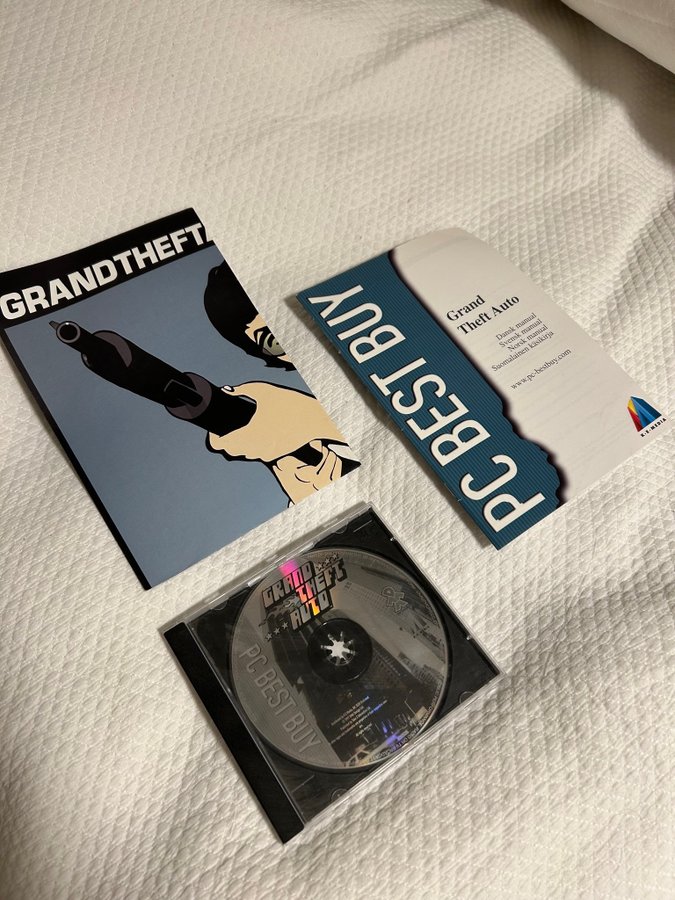 GRANDTHEFT
PC BEST BUY
Grand
Theft Auto
Dansk manual
Svensk manual
Norsk manual
Suomalainen käsikirja
www.pc-bestbuy.com
K.E. MEDIA
GRAND
THEFT
AUTO
PC BEST BUY